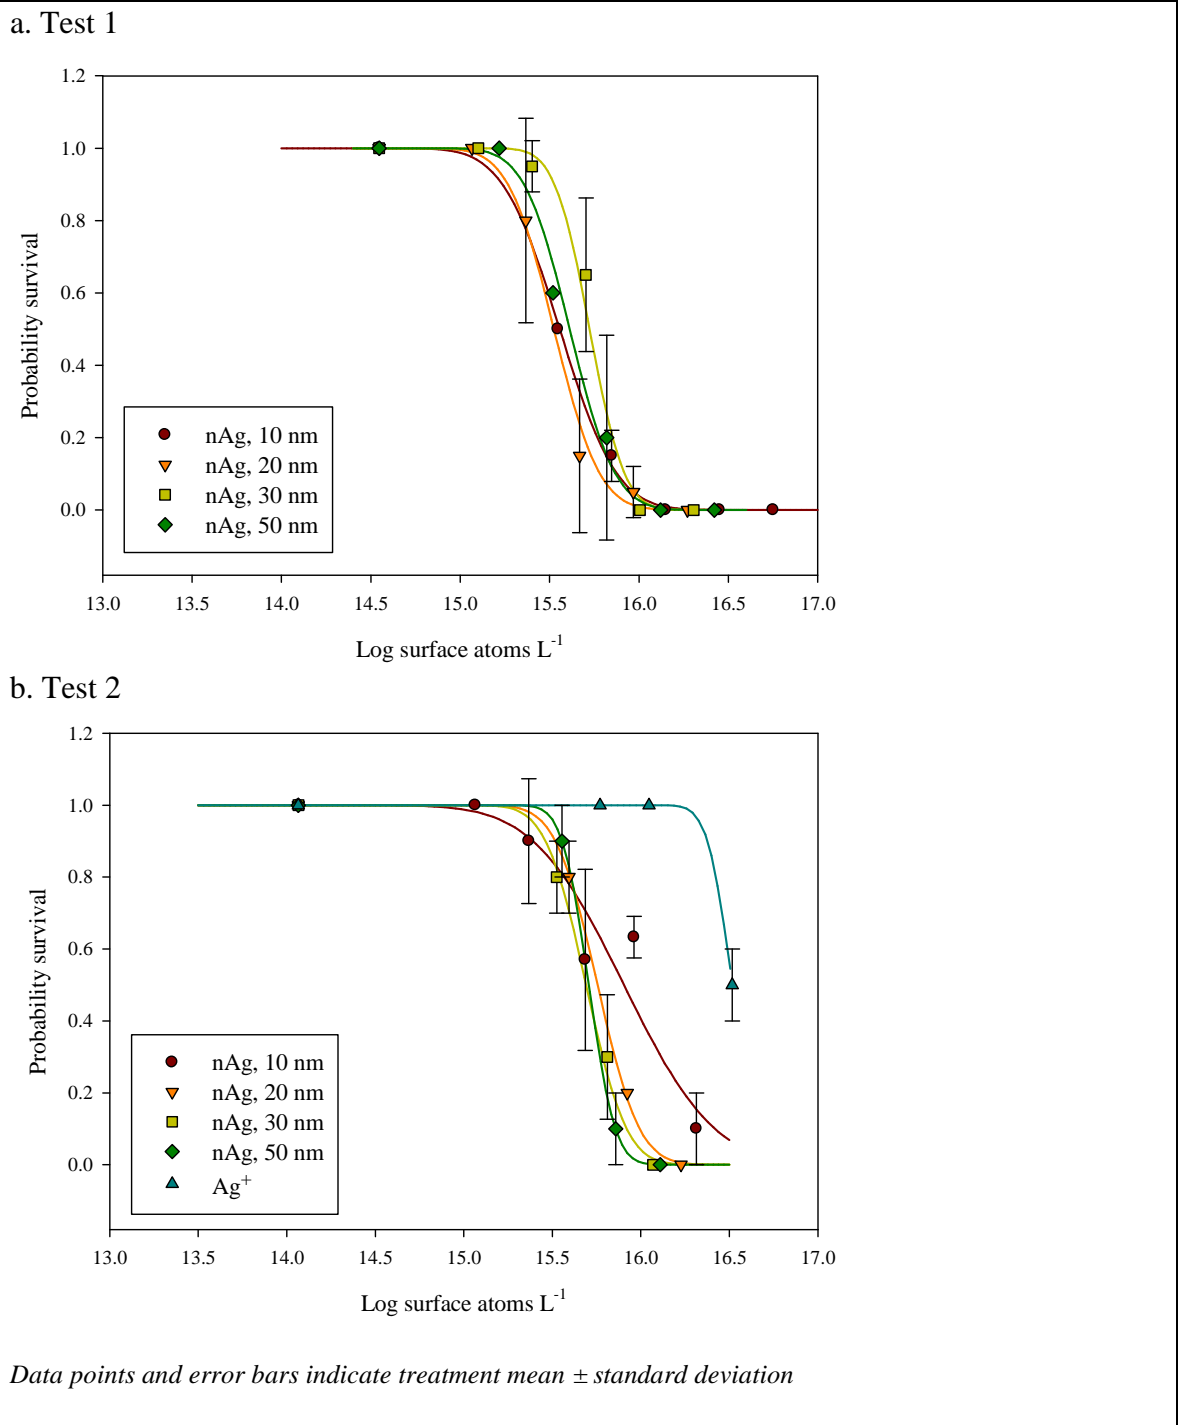 a. Test 1
1.2
1.0
0.8
0.6
0.4
0.2
0.0
Probability survival
nAg, 10 nm
nAg, 20 nm
nAg, 30 nm
nAg, 50 nm
13.0 13.5 14.0 14.5 15.0 15.5 16.0 16.5 17.0
Log surface atoms L⁻¹
b. Test 2
1.2
1.0
0.8
0.6
0.4
0.2
0.0
Probability survival
nAg, 10 nm
nAg, 20 nm
nAg, 30 nm
nAg, 50 nm
Ag⁺
13.0 13.5 14.0 14.5 15.0 15.5 16.0 16.5 17.0
Log surface atoms L⁻¹
Data points and error bars indicate treatment mean ± standard deviation